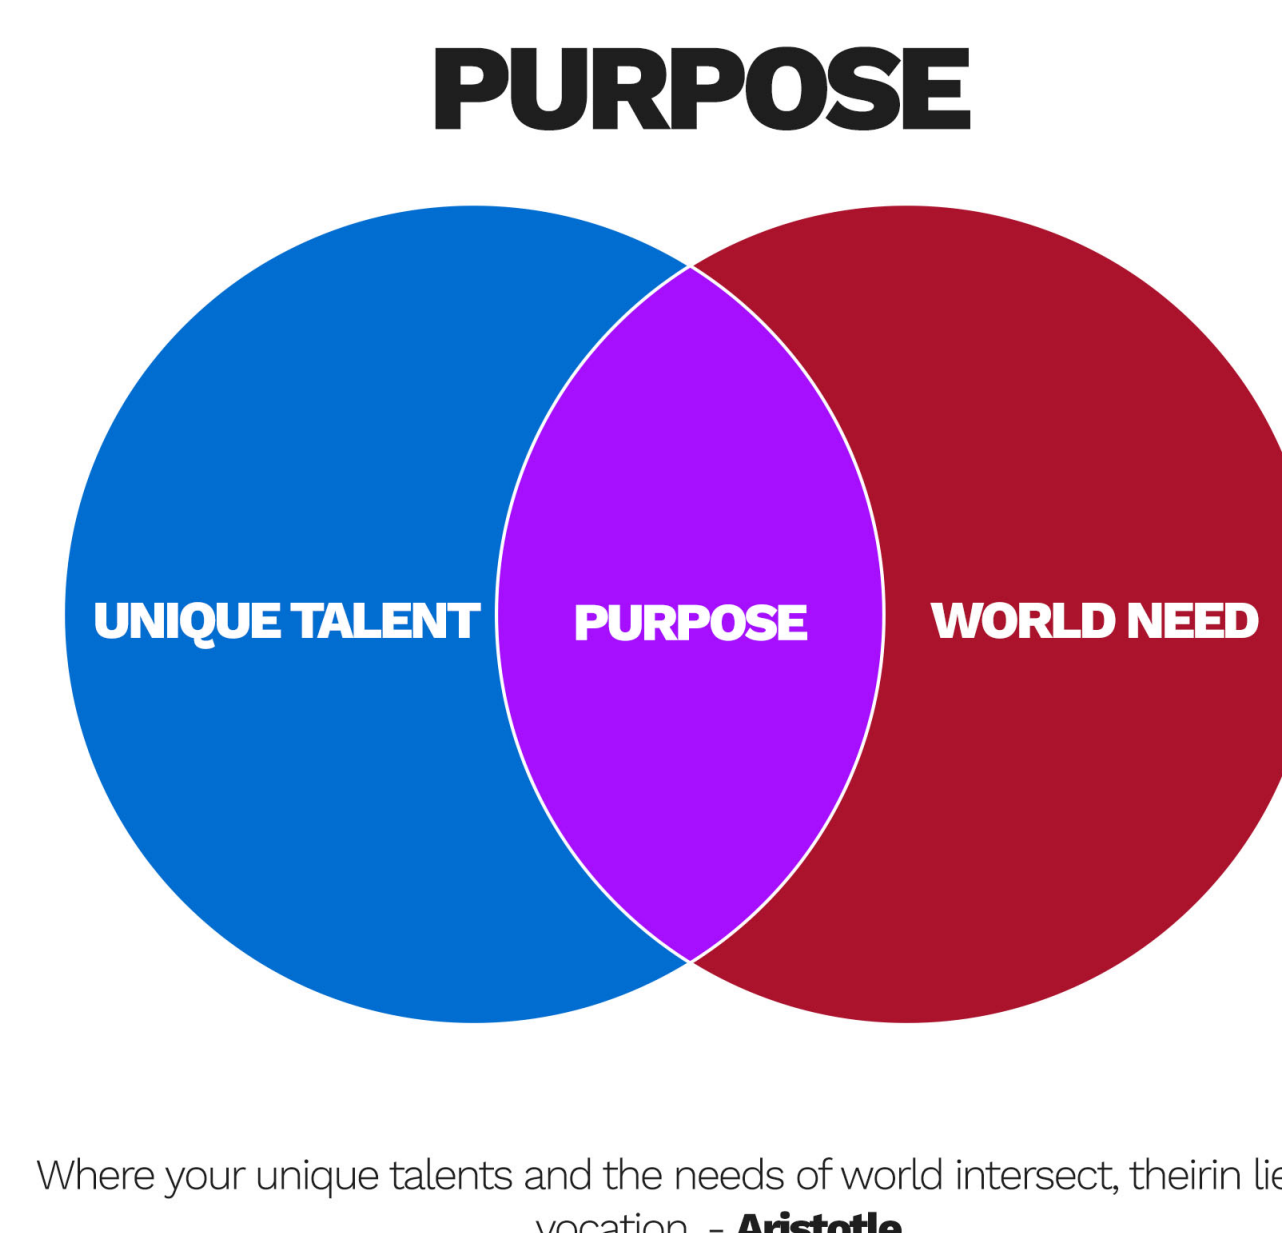 PURPOSE
UNIQUE TALENT PURPOSE WORLD NEED
Where your unique talents and the needs of world intersect, theirin lie
vocation. - Aristotle